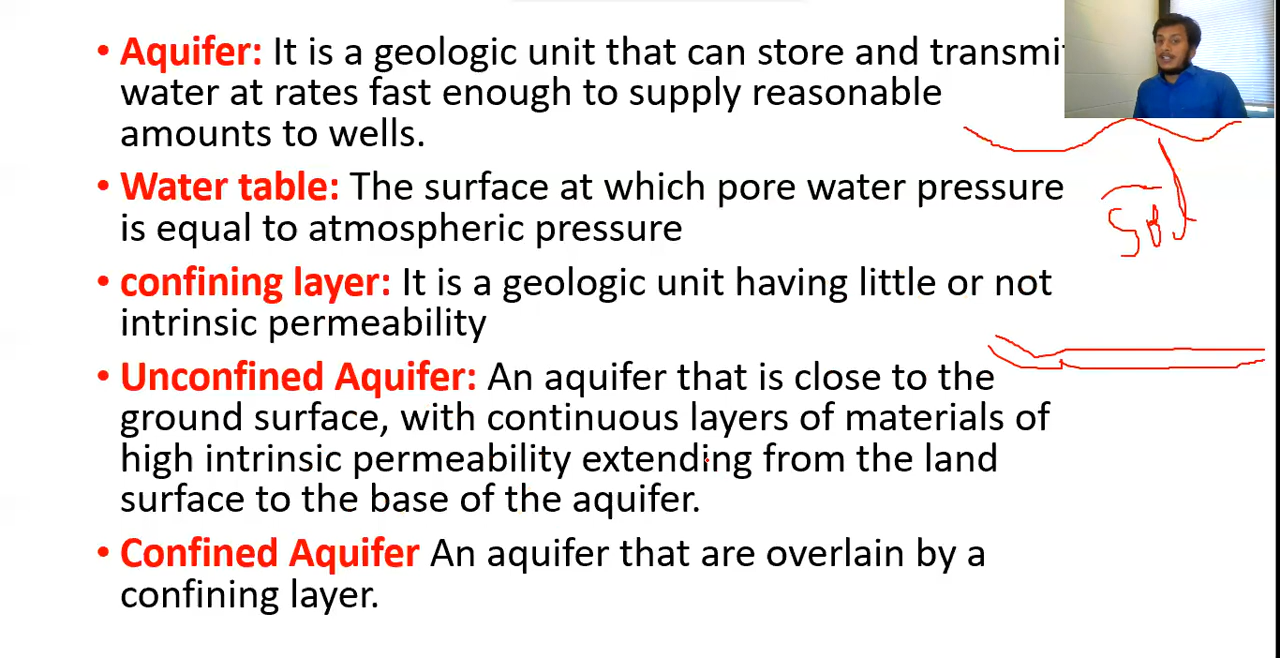 • Aquifer: It is a geologic unit that can store and transmi
water at rates fast enough to supply reasonable
amounts to wells.
• Water table: The surface at which pore water pressure
is equal to atmospheric pressure
• confining layer: It is a geologic unit having little or not
intrinsic permeability
• Unconfined Aquifer: An aquifer that is close to the
ground surface, with continuous layers of materials of
high intrinsic permeability extending from the land
surface to the base of the aquifer.
• Confined Aquifer An aquifer that are overlain by a
confining layer.